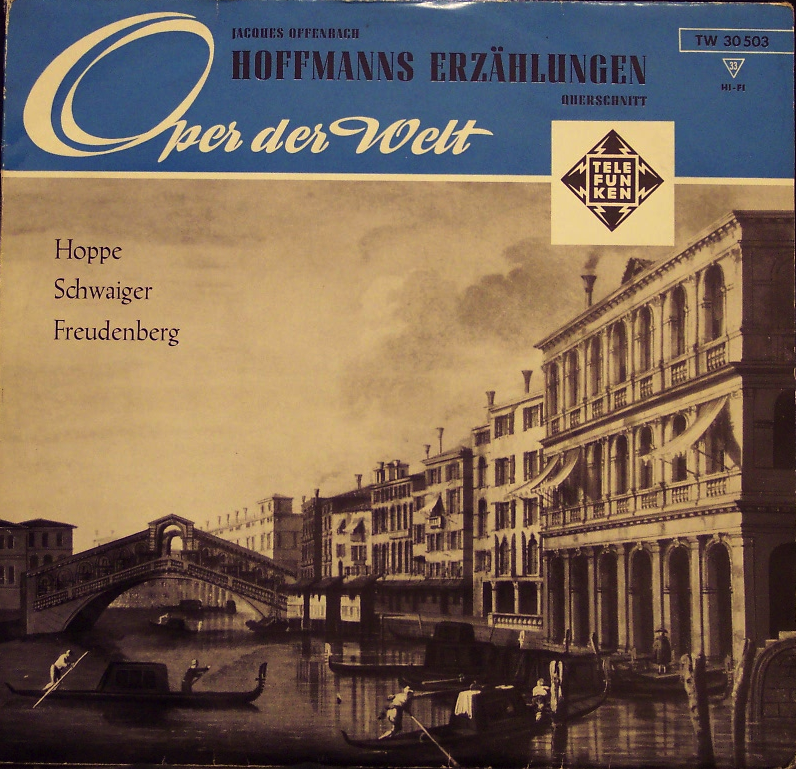 JACQUES OFFENBACH
HOFFMANNS ERZÄHLUNGEN
QUERSCHNITT
Oper der Welt
TW 30 503
33
HI-FI
TELE
FUN
KEN
Hoppe
Schwaiger
Freudenberg